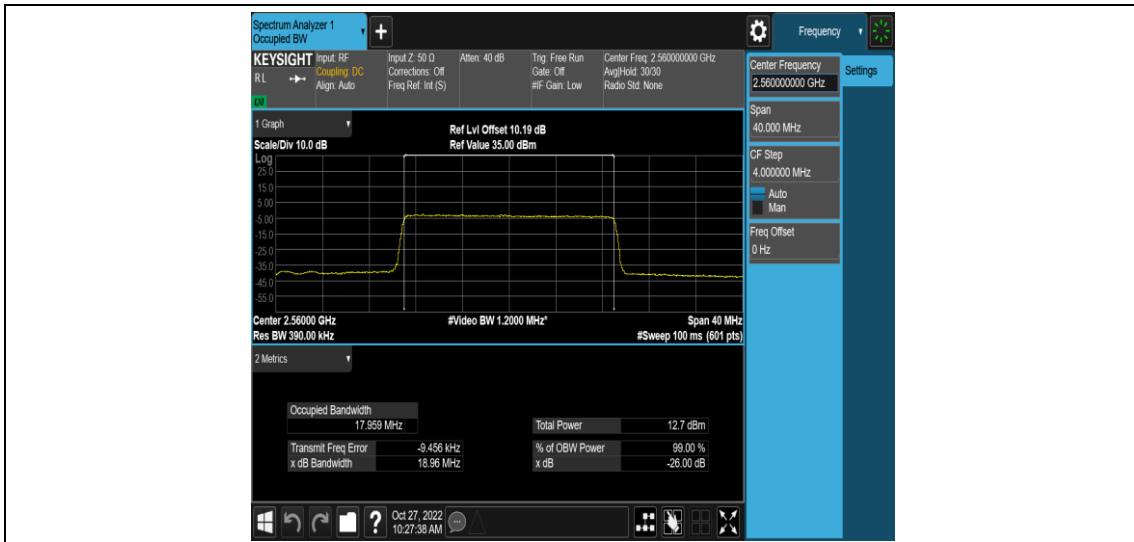 Spectrum Analyzer 1
Occupied BW
+
Frequency
KEYSIGHT
RL
LXI
Input: RF
Coupling: DC
Align: Auto
Input Z: 50 Ω
Corrections: Off
Freq Ref: Int (S)
Atten: 40 dB
Trig: Free Run
Gate: Off
#IF Gain: Low
Center Freq: 2.560000000 GHz
Avg|Hold: 30/30
Radio Std: None
Center Frequency
2.560000000 GHz
Settings
Span
40.000 MHz
CF Step
4.000000 MHz
Auto
Man
Freq Offset
0 Hz
1 Graph
Scale/Div 10.0 dB
Ref Lvl Offset 10.19 dB
Ref Value 35.00 dBm
Log
25.0
15.0
5.00
-5.00
-15.0
-25.0
-35.0
-45.0
-55.0
Center 2.56000 GHz
#Video BW 1.2000 MHz*
Span 40 MHz
Res BW 390.00 kHz
#Sweep 100 ms (601 pts)
2 Metrics
Occupied Bandwidth
17.959 MHz
Total Power 12.7 dBm
Transmit Freq Error -9.456 kHz
% of OBW Power 99.00 %
x dB Bandwidth 18.96 MHz
x dB -26.00 dB
?
Oct 27, 2022
10:27:38 AM